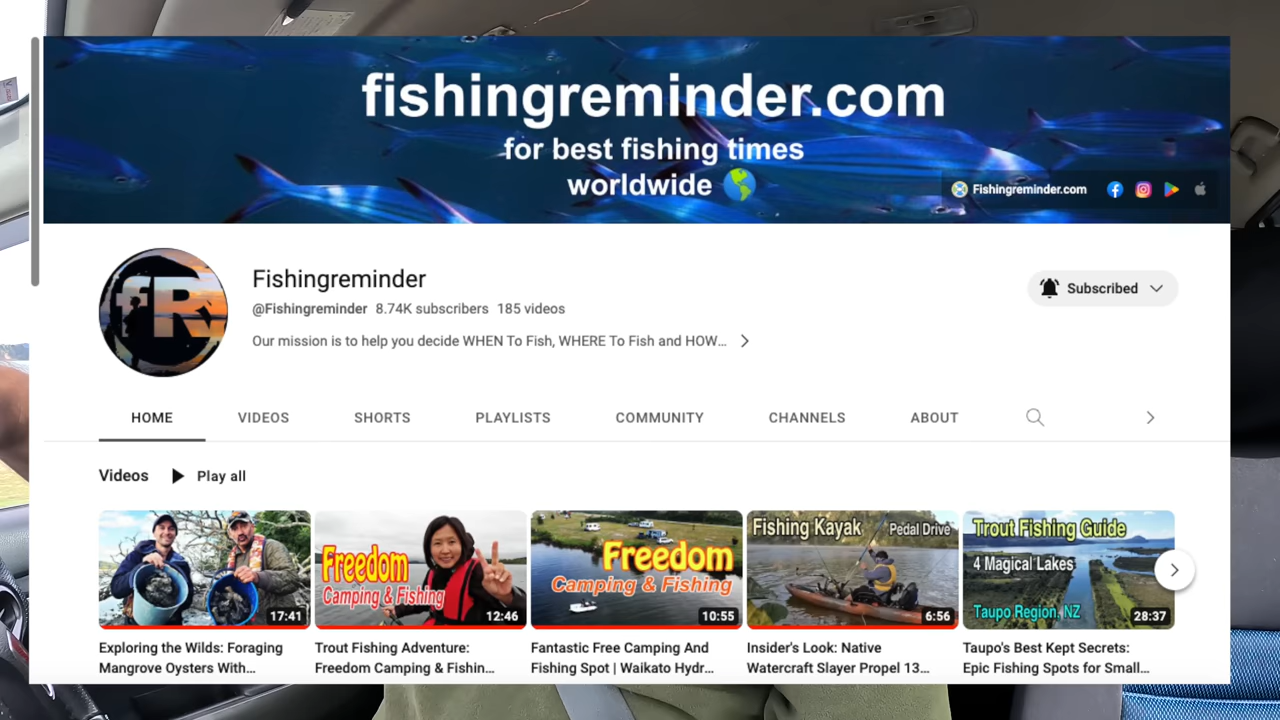 fishingreminder.com
for best fishing times
worldwide
Fishingreminder.com
fR
Fishingreminder
@Fishingreminder 8.74K subscribers 185 videos
Subscribed
Our mission is to help you decide WHEN To Fish, WHERE To Fish and HOW...
HOME VIDEOS SHORTS PLAYLISTS COMMUNITY CHANNELS ABOUT
Videos Play all
17:41
Freedom
Camping & Fishing
12:46
Freedom
Camping & Fishing
10:55
Fishing Kayak Pedal Drive
6:56
Trout Fishing Guide
4 Magical Lakes
Taupo Region, NZ
28:37
Exploring the Wilds: Foraging
Mangrove Oysters With...
Trout Fishing Adventure:
Freedom Camping & Fishin...
Fantastic Free Camping And
Fishing Spot | Waikato Hydr...
Insider's Look: Native
Watercraft Slayer Propel 13...
Taupo's Best Kept Secrets:
Epic Fishing Spots for Small...